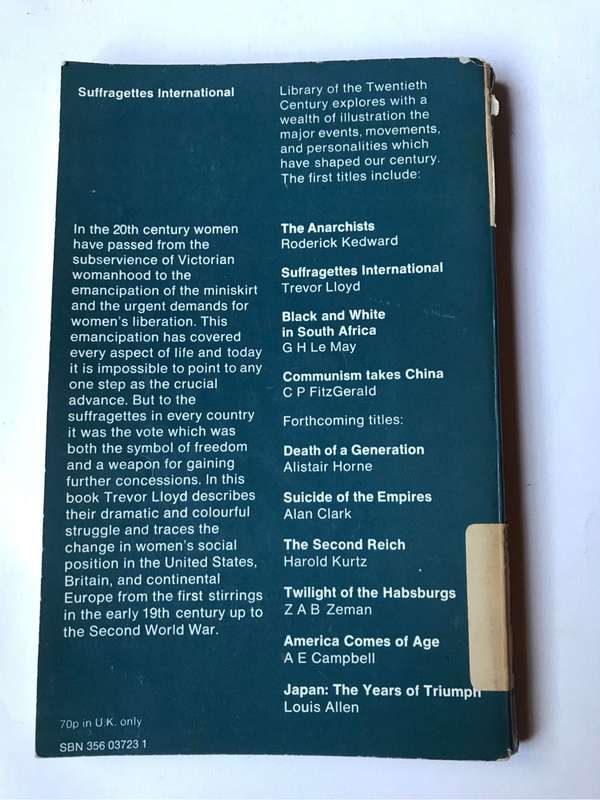 Suffragettes International
In the 20th century women
have passed from the
subservience of Victorian
womanhood to the
emancipation of the miniskirt
and the urgent demands for
women's liberation. This
emancipation has covered
every aspect of life and today
it is impossible to point to any
one step as the crucial
advance. But to the
suffragettes in every country
it was the vote which was
both the symbol of freedom
and a weapon for gaining
further concessions. In this
book Trevor Lloyd describes
their dramatic and colourful
struggle and traces the
change in women's social
position in the United States,
Britain, and continental
Europe from the first stirrings
in the early 19th century up to
the Second World War.
70p in U.K. only
SBN 356 03723 1
Library of the Twentieth
Century explores with a
wealth of illustration the
major events, movements,
and personalities which
have shaped our century.
The first titles include:
The Anarchists
Roderick Kedward
Suffragettes International
Trevor Lloyd
Black and White
in South Africa
G H Le May
Communism takes China
C P FitzGerald
Forthcoming titles:
Death of a Generation
Alistair Horne
Suicide of the Empires
Alan Clark
The Second Reich
Harold Kurtz
Twilight of the Habsburgs
Z A B Zeman
America Comes of Age
A E Campbell
Japan: The Years of Triumph
Louis Allen